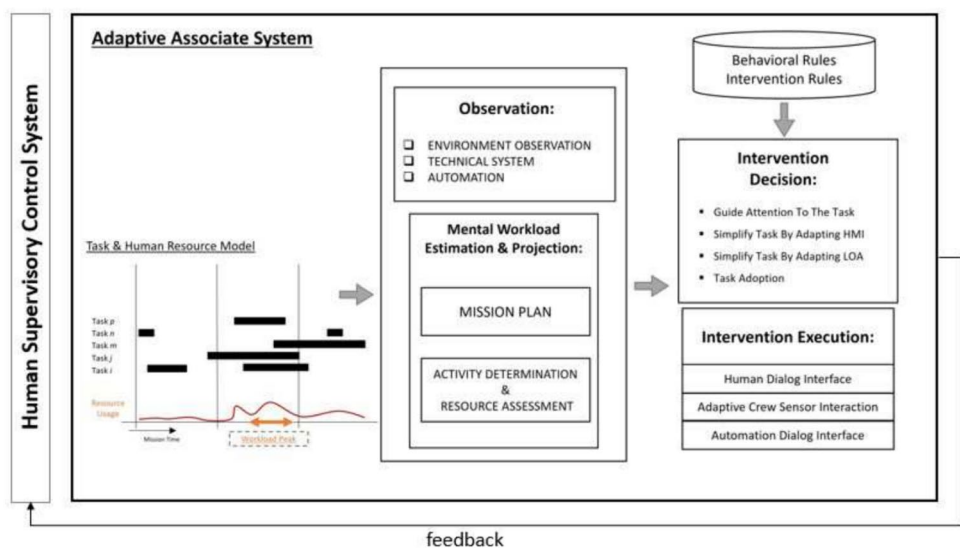 Human Supervisory Control System
Adaptive Associate System
Task & Human Resource Model
Task p
Task n
Task m
Task j
Task i
Resource
Usage
Mission Time
Workload Peak
Observation:
ENVIRONMENT OBSERVATION
TECHNICAL SYSTEM
AUTOMATION
Mental Workload
Estimation & Projection:
MISSION PLAN
ACTIVITY DETERMINATION
&
RESOURCE ASSESSMENT
Behavioral Rules
Intervention Rules
Intervention
Decision:
Guide Attention To The Task
Simplify Task By Adapting HMI
Simplify Task By Adapting LOA
Task Adoption
Intervention Execution:
Human Dialog Interface
Adaptive Crew Sensor Interaction
Automation Dialog Interface
feedback